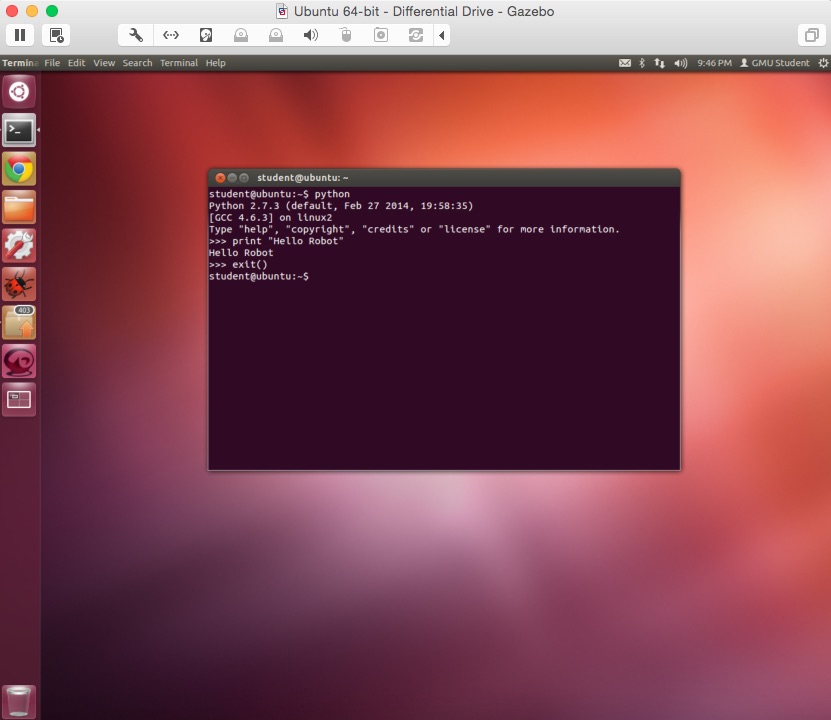 Ubuntu 64-bit - Differential Drive - Gazebo
File Edit View Search Terminal Help
9:46 PM GMU Student
403
student@ubuntu: ~
student@ubuntu:~$ python
Python 2.7.3 (default, Feb 27 2014, 19:58:35)
[GCC 4.6.3] on linux2
Type "help", "copyright", "credits" or "license" for more information.
>>> print "Hello Robot"
Hello Robot
>>> exit()
student@ubuntu:~$